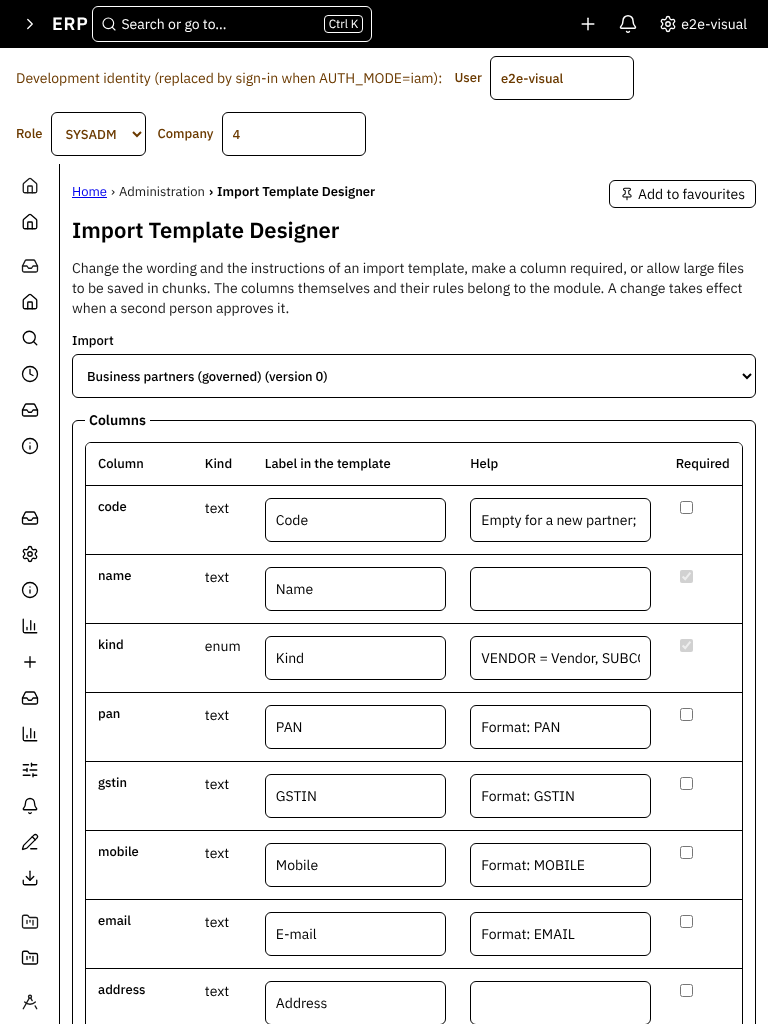 ERP
Search or go to...
Ctrl K
e2e-visual
Development identity (replaced by sign-in when AUTH_MODE=iam):
User
e2e-visual
Role
SYSADM
Company
4
Home › Administration › Import Template Designer
Add to favourites
Import Template Designer
Change the wording and the instructions of an import template, make a column required, or allow large files
to be saved in chunks. The columns themselves and their rules belong to the module. A change takes effect
when a second person approves it.
Import
Business partners (governed) (version 0)
Columns
Column Kind Label in the template Help Required
code text Code Empty for a new partner;
name text Name
kind enum Kind VENDOR = Vendor, SUBC
pan text PAN Format: PAN
gstin text GSTIN Format: GSTIN
mobile text Mobile Format: MOBILE
email text E-mail Format: EMAIL
address text Address